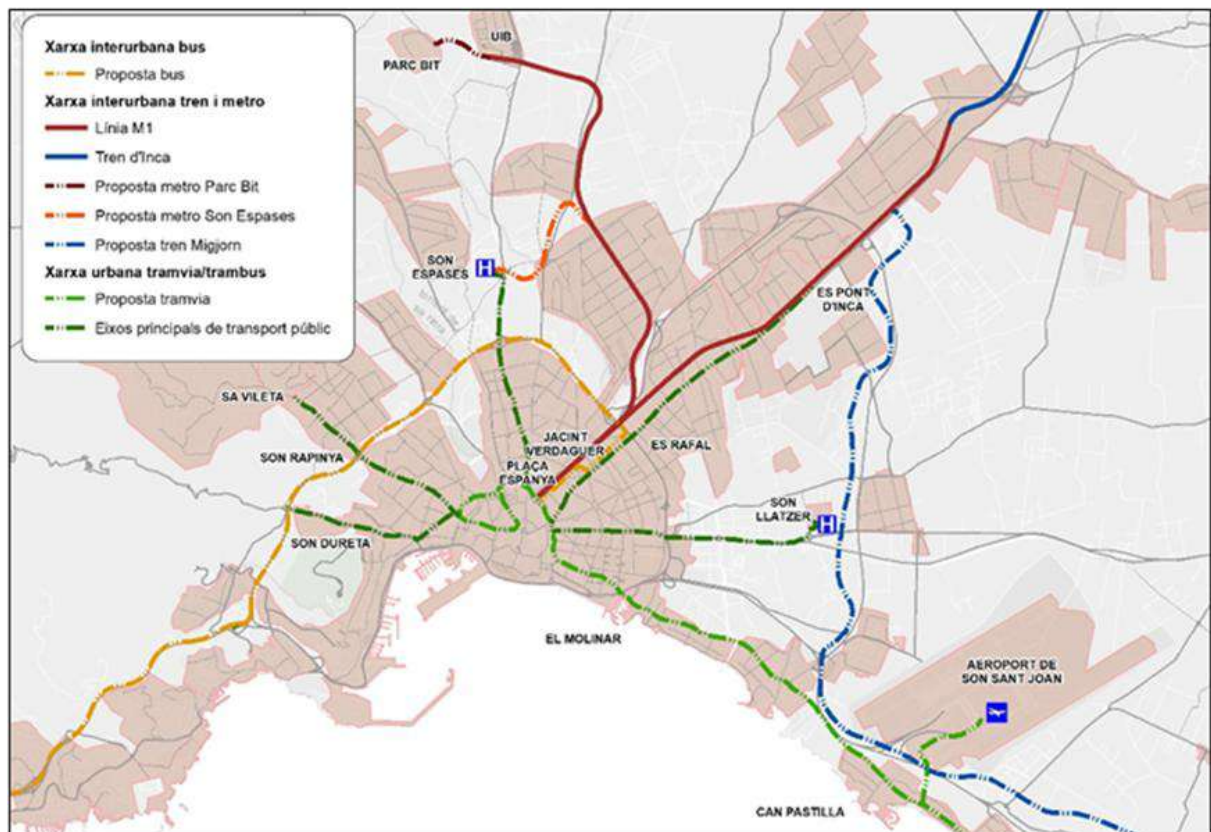 Xarxa interurbana bus
Proposta bus
Xarxa interurbana tren i metro
Línia M1
Tren d'Inca
Proposta metro Parc Bit
Proposta metro Son Espases
Proposta tren Migjorn
Xarxa urbana tramvia/trambus
Proposta tramvia
Eixos principals de transport públic
UIB
PARC BIT
SON
ESPASES
H
ES PONT
D'INCA
SA VILETA
JACINT
VERDAGUER
ES RAFAL
SON RAPINYA
PLAÇA
ESPANYA
SON
LLATZER
H
SON DURETA
EL MOLINAR
AEROPORT DE
SON SANT JOAN
CAN PASTILLA